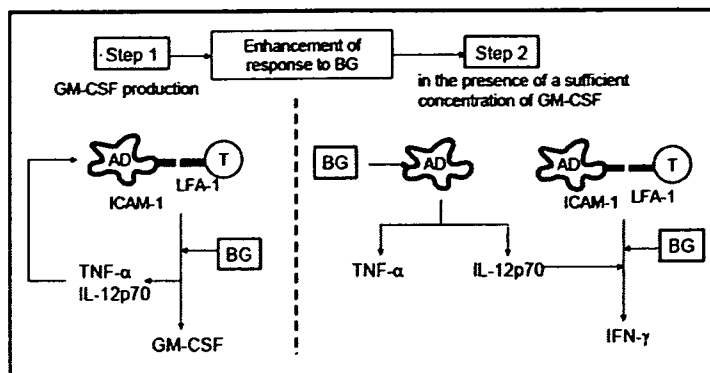 Step 1
Enhancement of
response to BG
Step 2
GM-CSF production
in the presence of a sufficient
concentration of GM-CSF
AD
T
LFA-1
ICAM-1
BG
TNF-α
IL-12p70
GM-CSF
BG
AD
TNF-α
IL-12p70
AD
T
ICAM-1
LFA-1
BG
IFN-γ